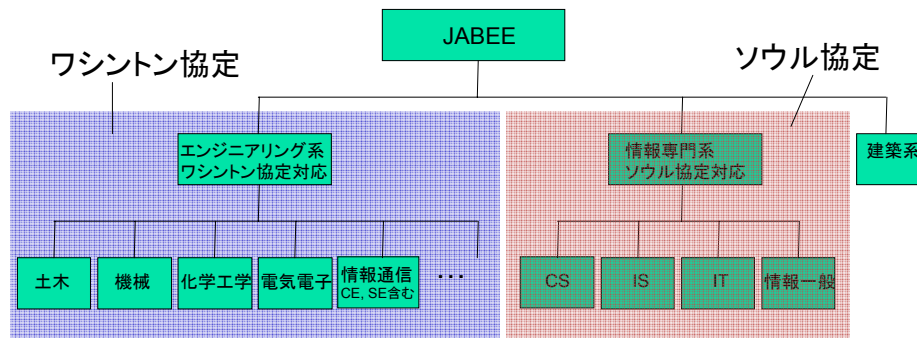 JABEE
ワシントン協定
ソウル協定
エンジニアリング系
ワシントン協定対応
情報専門系
ソウル協定対応
建築系
土木
機械
化学工学
電気電子
情報通信
CE, SE含む
・・・
CS
IS
IT
情報一般